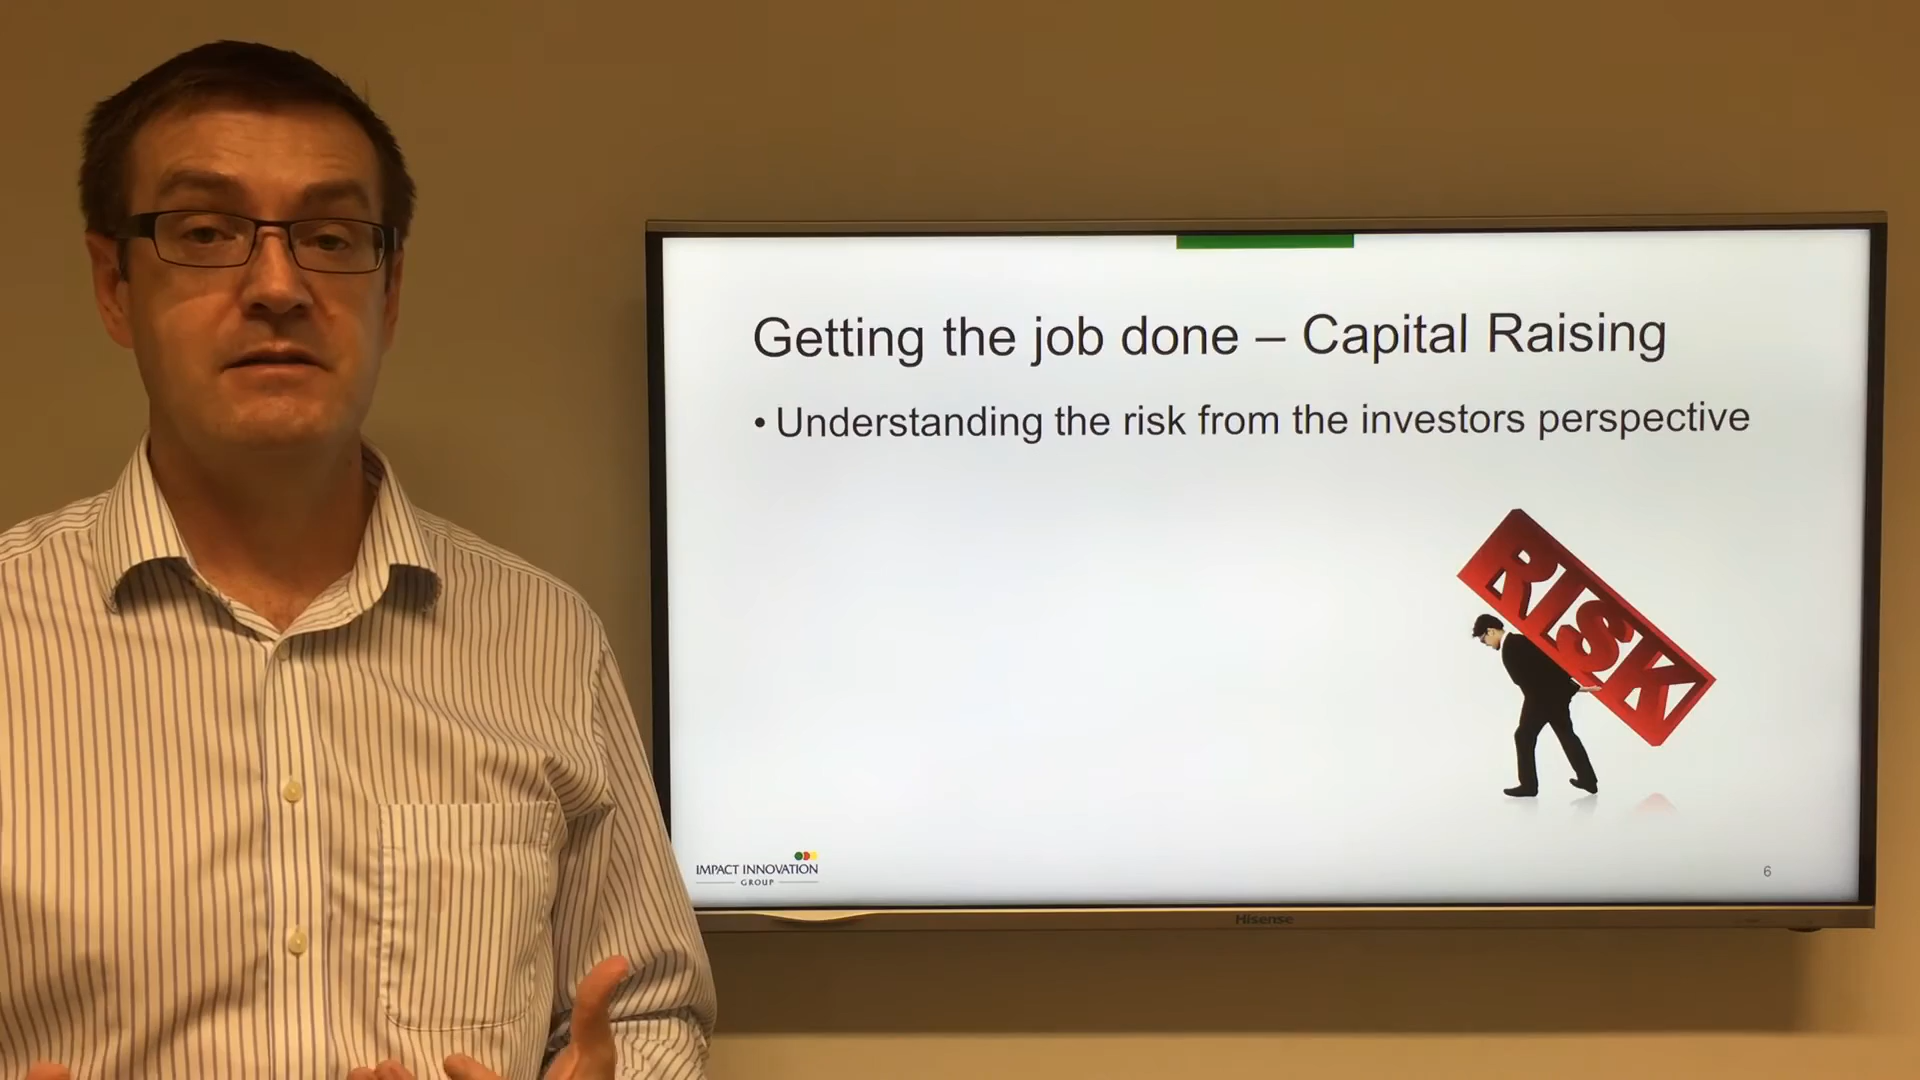 Getting the job done – Capital Raising
• Understanding the risk from the investors perspective
RISK
IMPACT INNOVATION
GROUP
6
Hisense